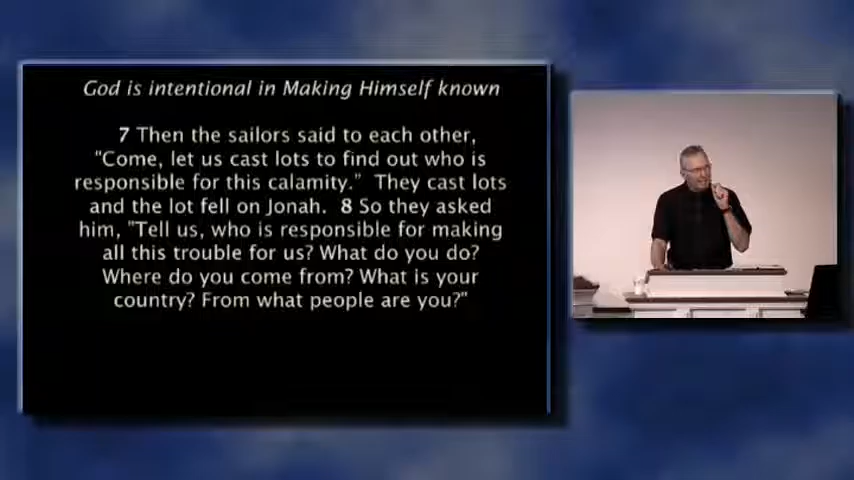 God is intentional in Making Himself known
7 Then the sailors said to each other,
"Come, let us cast lots to find out who is
responsible for this calamity." They cast lots
and the lot fell on Jonah. 8 So they asked
him, "Tell us, who is responsible for making
all this trouble for us? What do you do?
Where do you come from? What is your
country? From what people are you?"